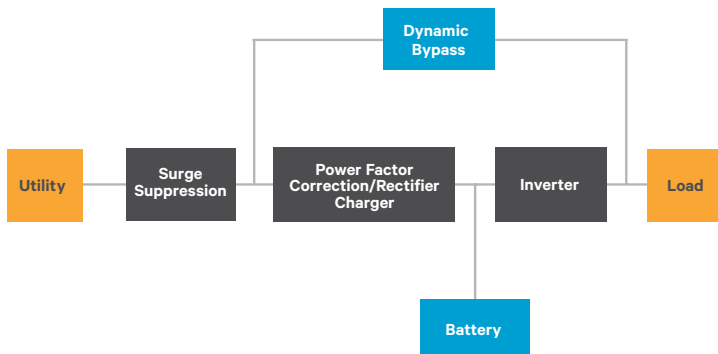 Dynamic
Bypass
Utility
Surge
Suppression
Power Factor
Correction/Rectifier
Charger
Inverter
Load
Battery